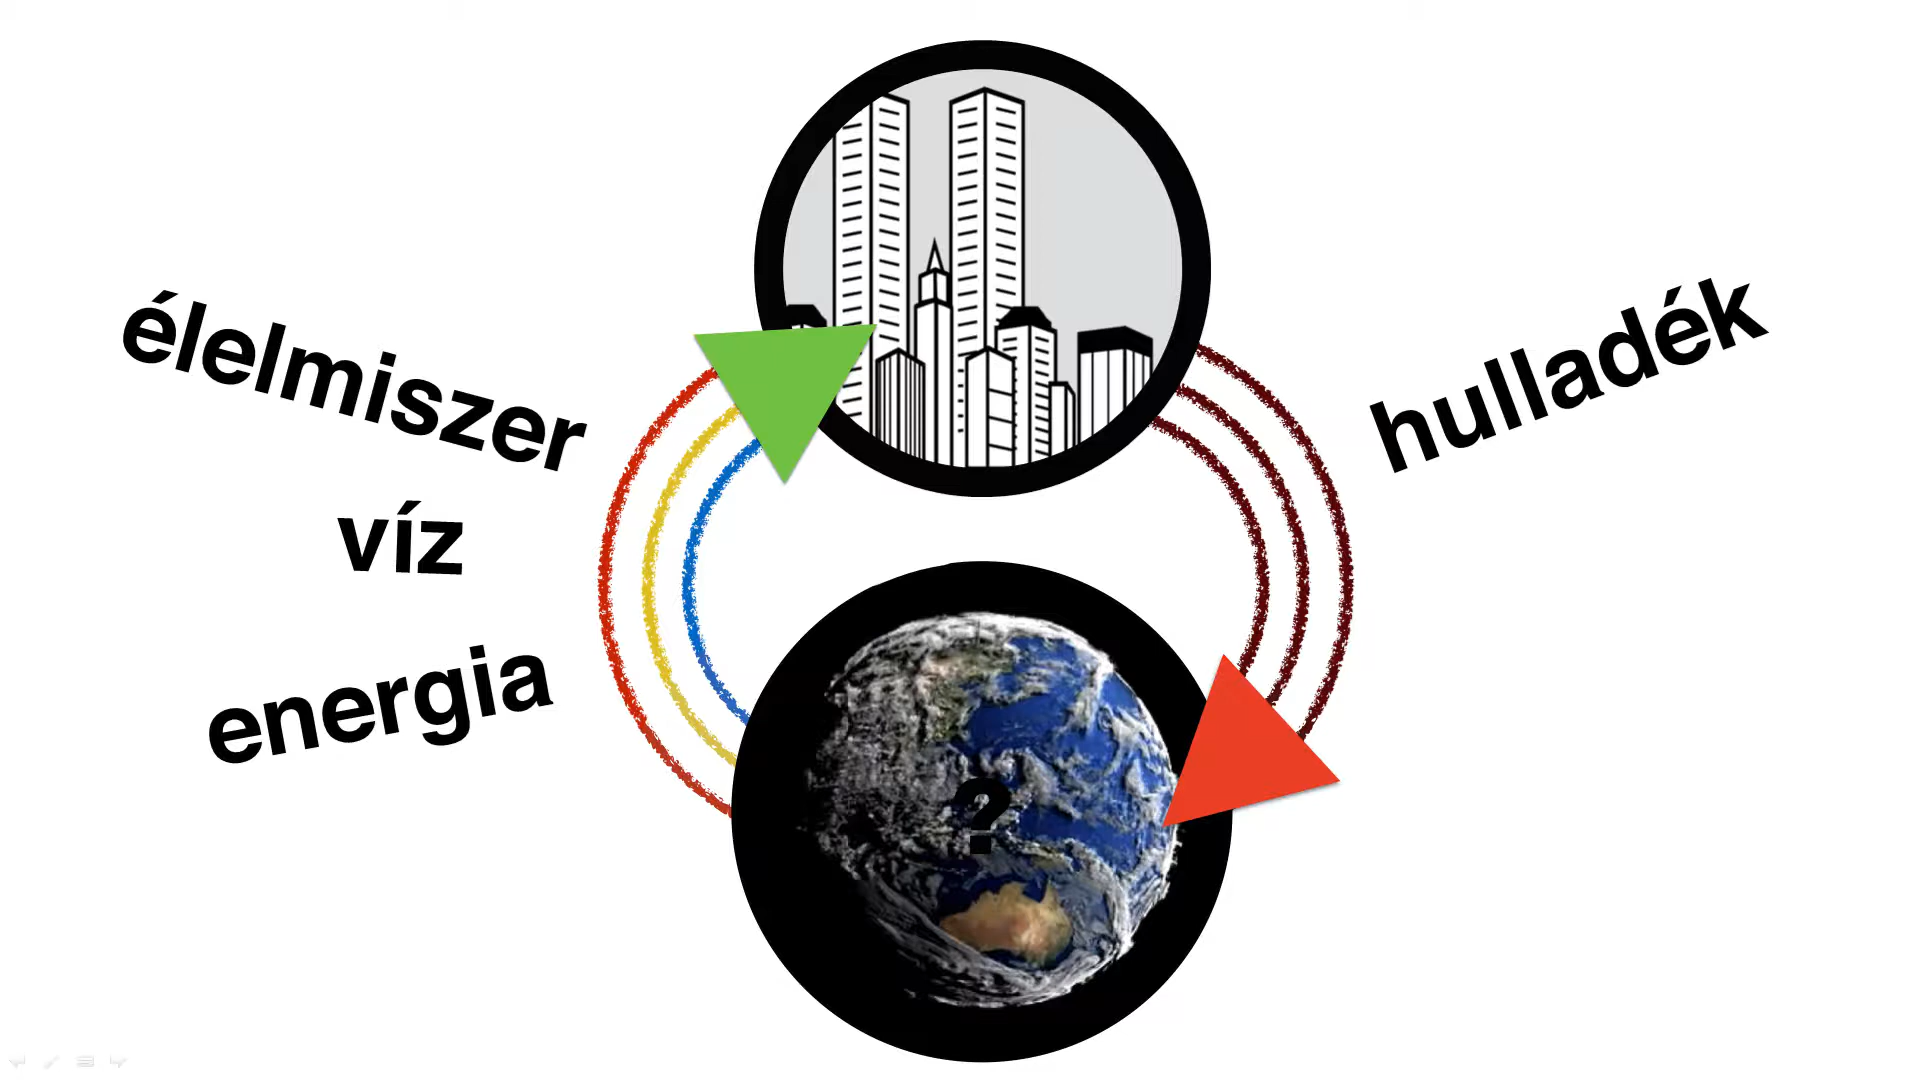 élelmiszer
víz
energia
hulladék
?